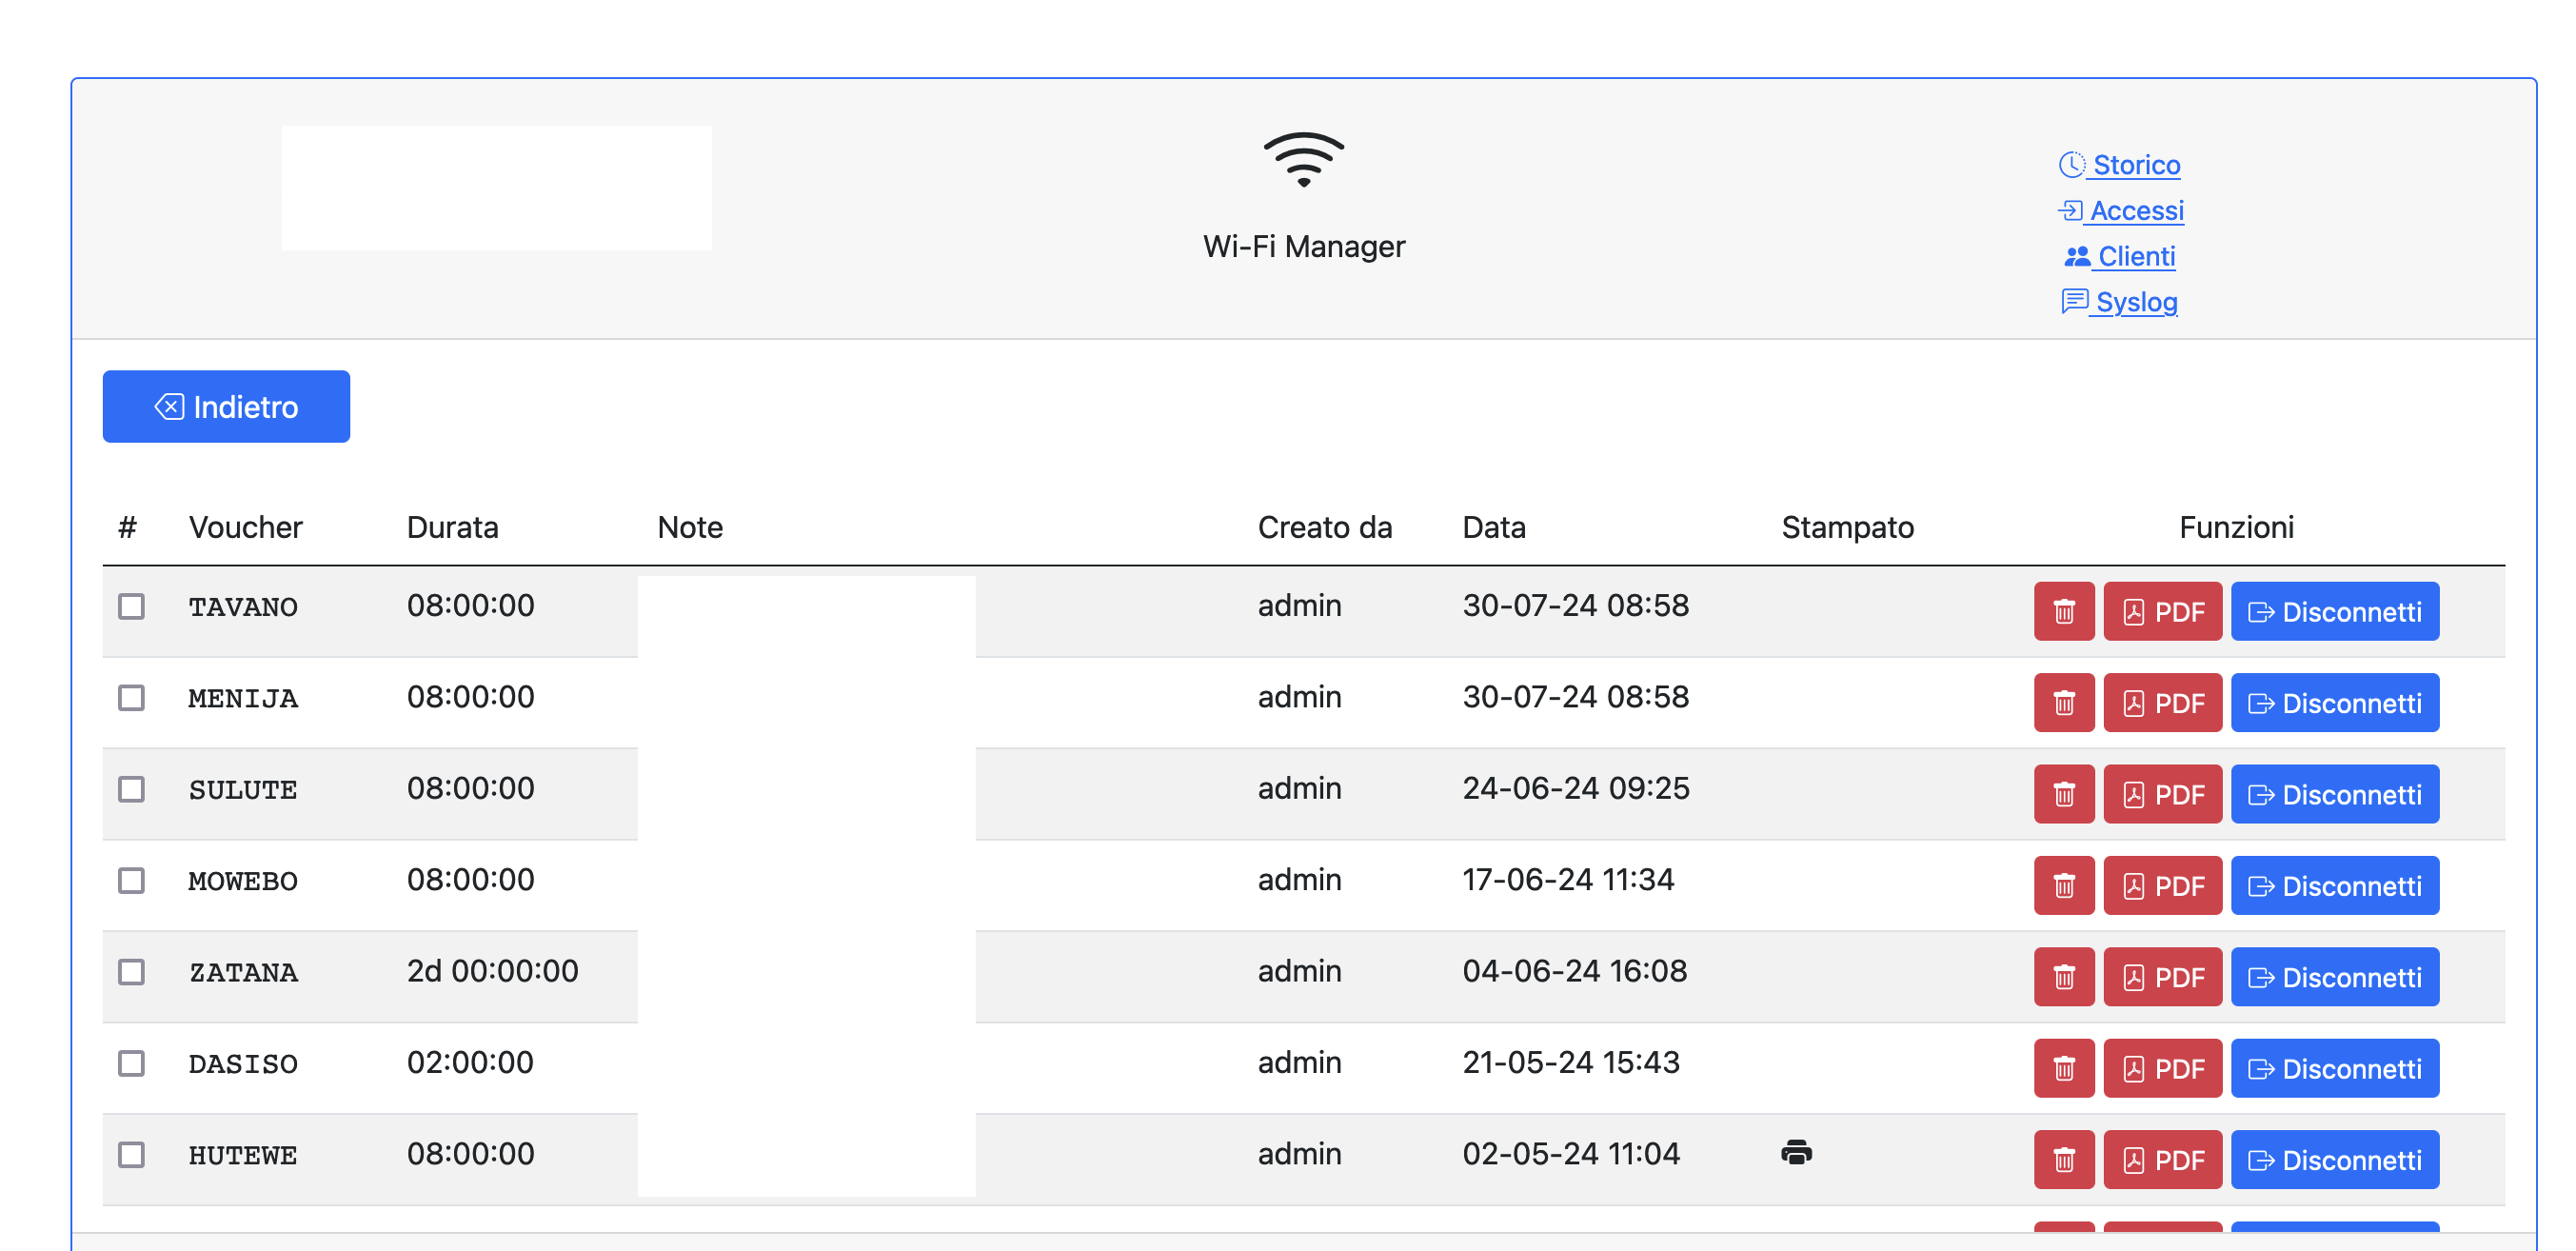 Wi-Fi Manager
Storico
Accessi
Clienti
Syslog
Indietro
# Voucher Durata Note Creato da Data Stampato Funzioni
TAVANO 08:00:00 admin 30-07-24 08:58 PDF Disconnetti
MENIJA 08:00:00 admin 30-07-24 08:58 PDF Disconnetti
SULUTE 08:00:00 admin 24-06-24 09:25 PDF Disconnetti
MOWEBO 08:00:00 admin 17-06-24 11:34 PDF Disconnetti
ZATANA 2d 00:00:00 admin 04-06-24 16:08 PDF Disconnetti
DASISO 02:00:00 admin 21-05-24 15:43 PDF Disconnetti
HUTEWE 08:00:00 admin 02-05-24 11:04 PDF Disconnetti